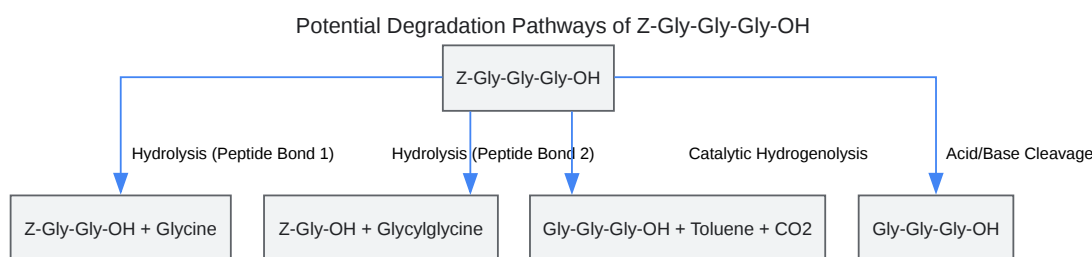 Potential Degradation Pathways of Z-Gly-Gly-Gly-OH
Z-Gly-Gly-Gly-OH
Hydrolysis (Peptide Bond 1)
Hydrolysis (Peptide Bond 2)
Catalytic Hydrogenolysis
Acid/Base Cleavage
Z-Gly-Gly-OH + Glycine
Z-Gly-OH + Glycylglycine
Gly-Gly-Gly-OH + Toluene + CO2
Gly-Gly-Gly-OH